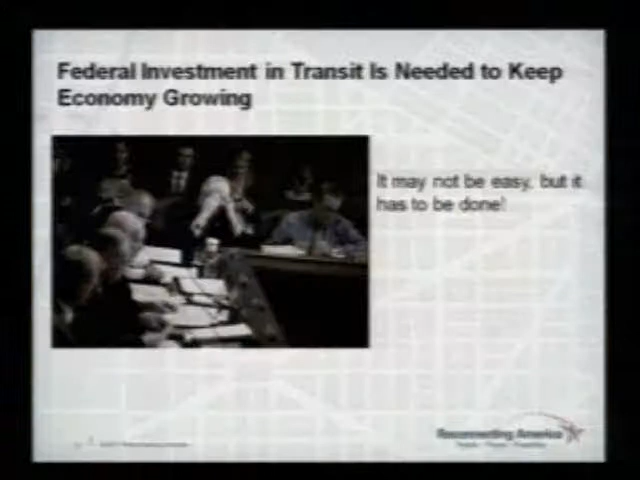 Federal Investment in Transit Is Needed to Keep
Economy Growing
It may not be easy, but it
has to be done!
Reconnecting America